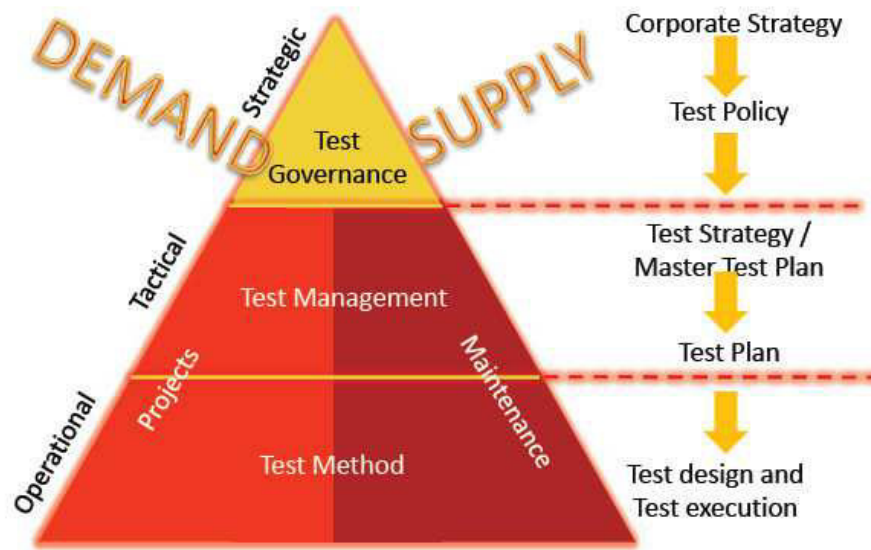 DEMAND
Strategic
SUPPLY
Test
Governance
Tactical
Test Management
Projects
Maintenance
Operational
Test Method
Corporate Strategy
Test Policy
Test Strategy /
Master Test Plan
Test Plan
Test design and
Test execution